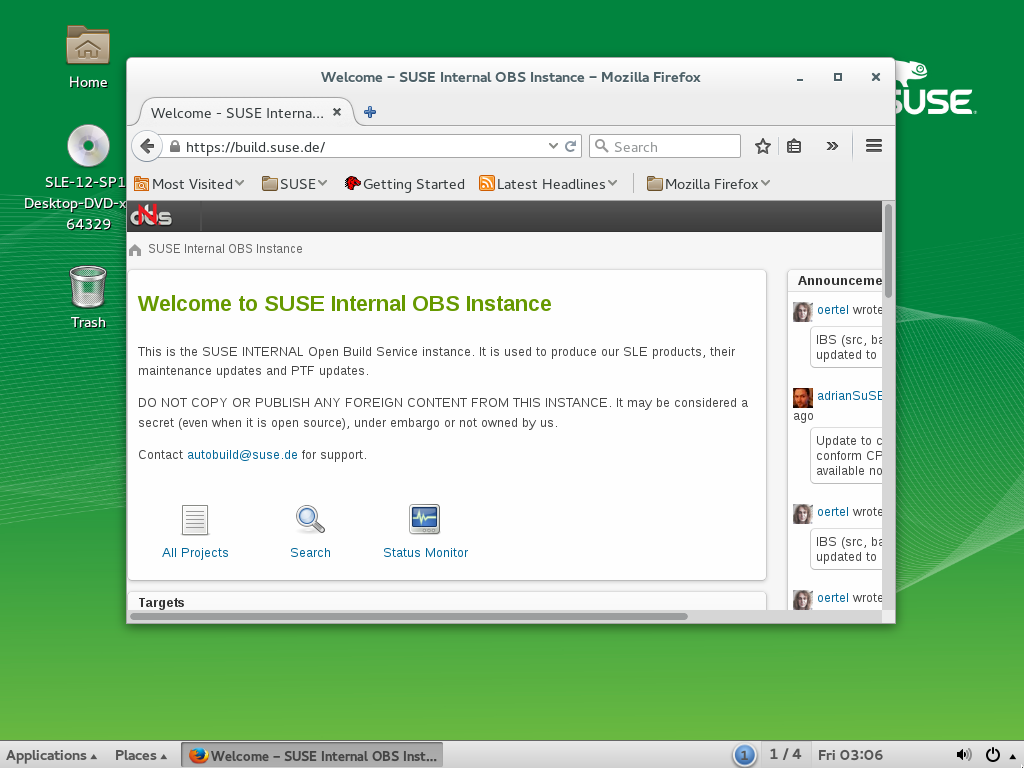 Home
SLE-12-SP1
Desktop-DVD-x
64329
Trash
SUSE
Welcome – SUSE Internal OBS Instance – Mozilla Firefox
Welcome - SUSE Interna...
https://build.suse.de/
Search
Most Visited
SUSE
Getting Started
Latest Headlines
Mozilla Firefox
obs
SUSE Internal OBS Instance
Welcome to SUSE Internal OBS Instance
This is the SUSE INTERNAL Open Build Service instance. It is used to produce our SLE products, their
maintenance updates and PTF updates.
DO NOT COPY OR PUBLISH ANY FOREIGN CONTENT FROM THIS INSTANCE. It may be considered a
secret (even when it is open source), under embargo or not owned by us.
Contact autobuild@suse.de for support.
All Projects
Search
Status Monitor
Targets
Announceme
oertel wrote
IBS (src, ba
updated to
adrianSuSE
ago
Update to c
conform CP
available no
oertel wrote
IBS (src, ba
updated to
oertel wrote
Applications
Places
Welcome – SUSE Internal OBS Inst...
1
1 / 4
Fri 03:06